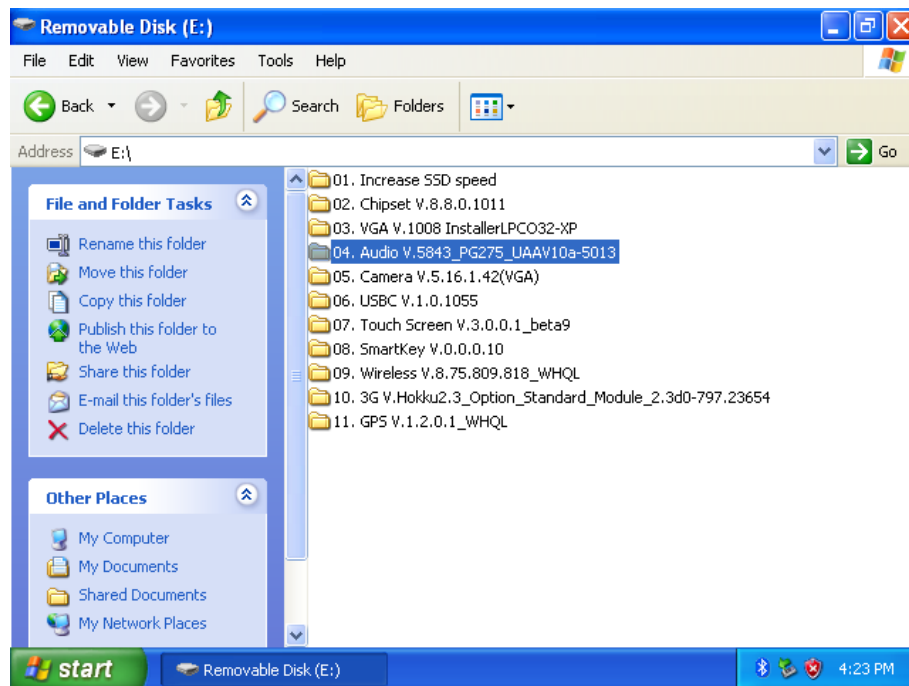 Removable Disk (E:)
File Edit View Favorites Tools Help
Back Search Folders
Address E:\ Go
File and Folder Tasks
Rename this folder
Move this folder
Copy this folder
Publish this folder to
the Web
Share this folder
E-mail this folder's files
Delete this folder
Other Places
My Computer
My Documents
Shared Documents
My Network Places
01. Increase SSD speed
02. Chipset V.8.8.0.1011
03. VGA V.1008 InstallerLPCO32-XP
04. Audio V.5843_PG275_UAAV10a-5013
05. Camera V.5.16.1.42(VGA)
06. USBC V.1.0.1055
07. Touch Screen V.3.0.0.1_beta9
08. SmartKey V.0.0.0.10
09. Wireless V.8.75.809.818_WHQL
10. 3G V.Hokku2.3_Option_Standard_Module_2.3d0-797.23654
11. GPS V.1.2.0.1_WHQL
start Removable Disk (E:) 4:23 PM